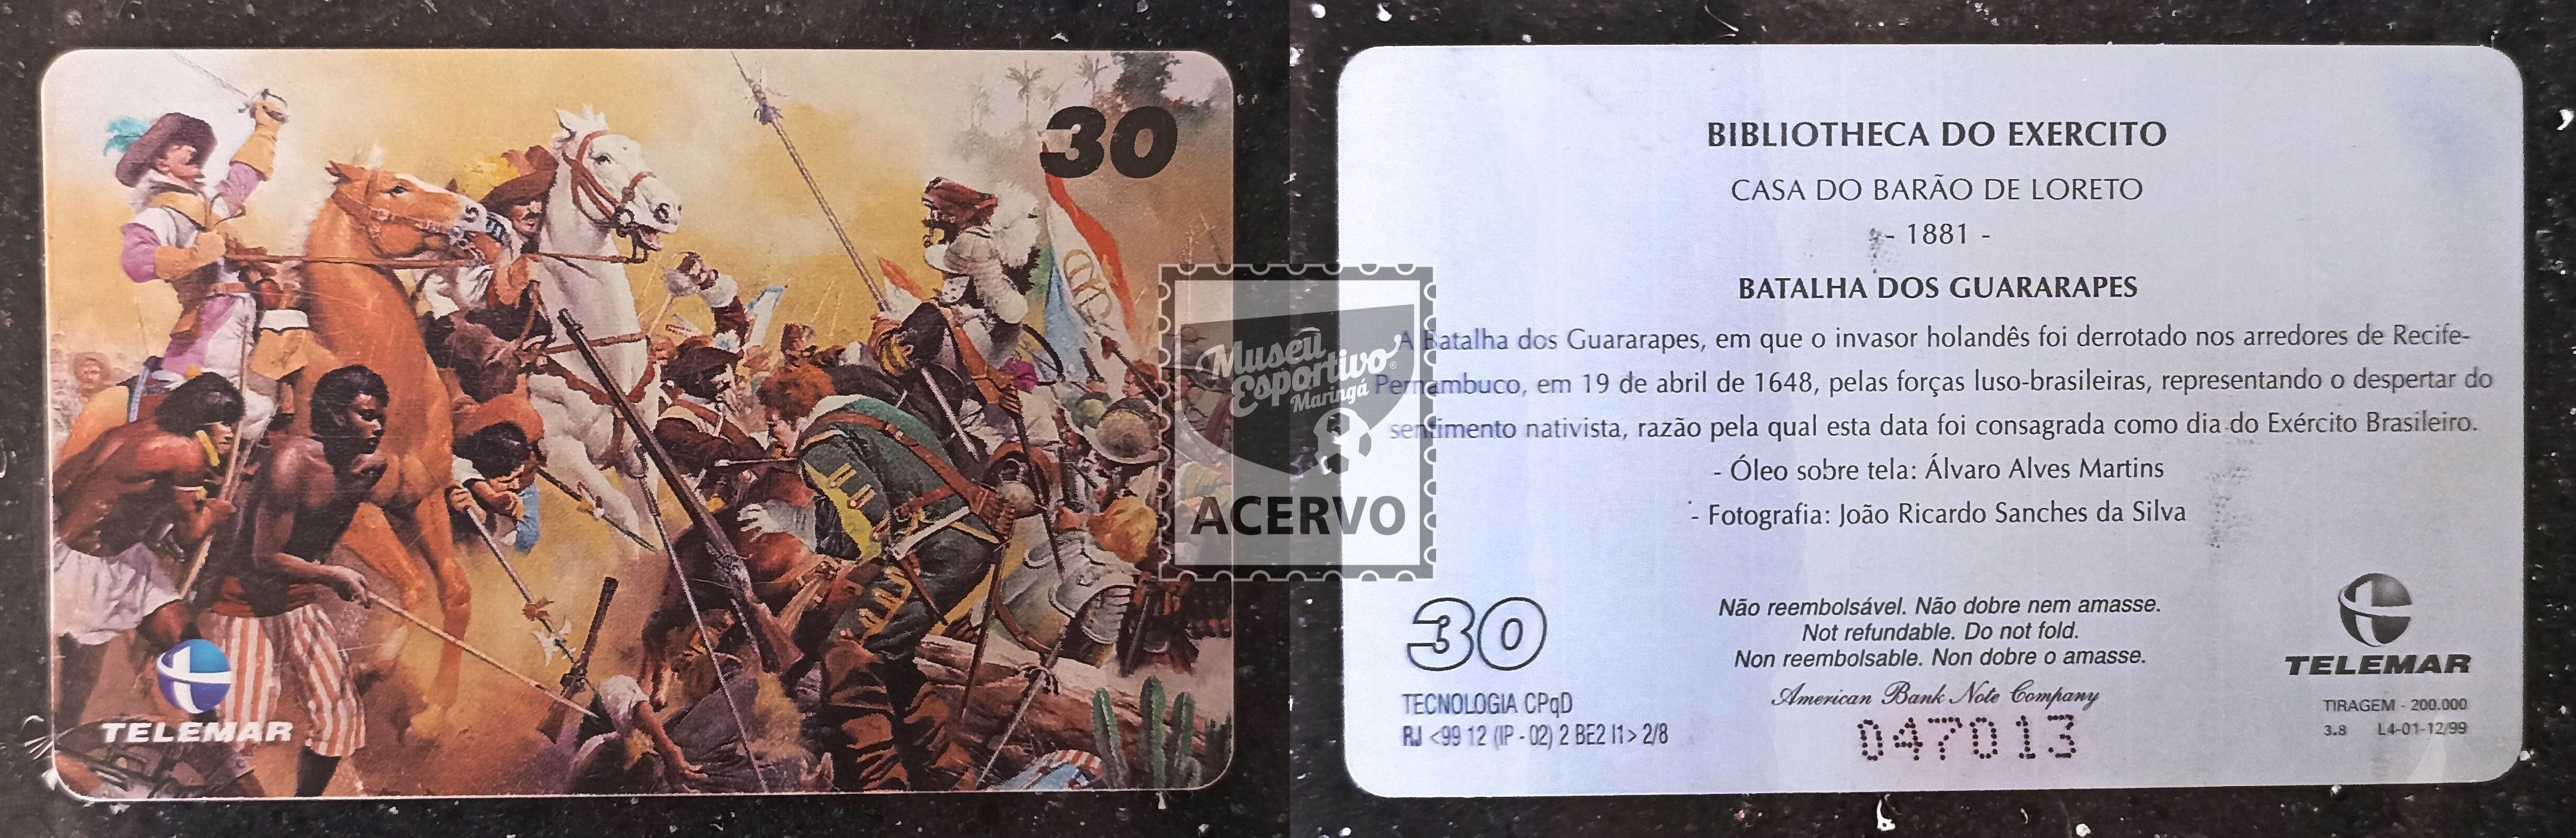 30
TELEMAR
Museu
Esportivo®
Maringá
ACERVO
BIBLIOTHECA DO EXERCITO
CASA DO BARÃO DE LORETO
- 1881 -
BATALHA DOS GUARARAPES
A Batalha dos Guararapes, em que o invasor holandês foi derrotado nos arredores de Recife-
Pernambuco, em 19 de abril de 1648, pelas forças luso-brasileiras, representando o despertar do
sentimento nativista, razão pela qual esta data foi consagrada como dia do Exército Brasileiro.
- Óleo sobre tela: Álvaro Alves Martins
- Fotografia: João Ricardo Sanches da Silva
30
Não reembolsável. Não dobre nem amasse.
Not refundable. Do not fold.
Non reembolsable. Non dobre o amasse.
American Bank Note Company
047013
TECNOLOGIA CPqD
RJ <99 12 (IP - 02) 2 BE2 I1> 2/8
TELEMAR
TIRAGEM - 200.000
3.8 L4-01-12/99